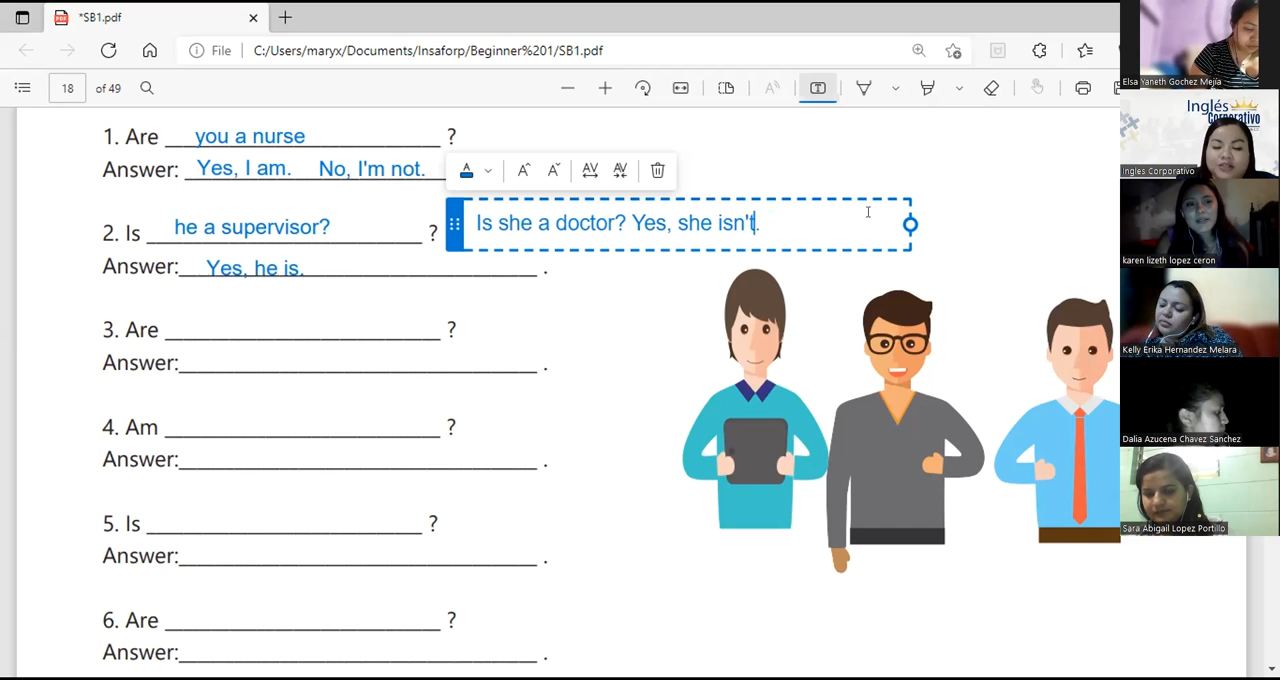 *SB1.pdf
File C:/Users/maryx/Documents/Insaforp/Beginner%201/SB1.pdf
18 of 49
1. Are you a nurse ?
Answer: Yes, I am. No, I'm not.
2. Is he a supervisor? ? Is she a doctor? Yes, she isn't.
Answer: Yes, he is. .
3. Are ?
Answer: .
4. Am ?
Answer: .
5. Is ?
Answer: .
6. Are ?
Answer: .
Elsa Yaneth Gochez Mejia
Inglés
Corporativo
Ingles Corporativo
karen lizeth lopez ceron
Kelly Erika Hernandez Melara
Dalia Azucena Chavez Sanchez
Sara Abigail Lopez Portillo